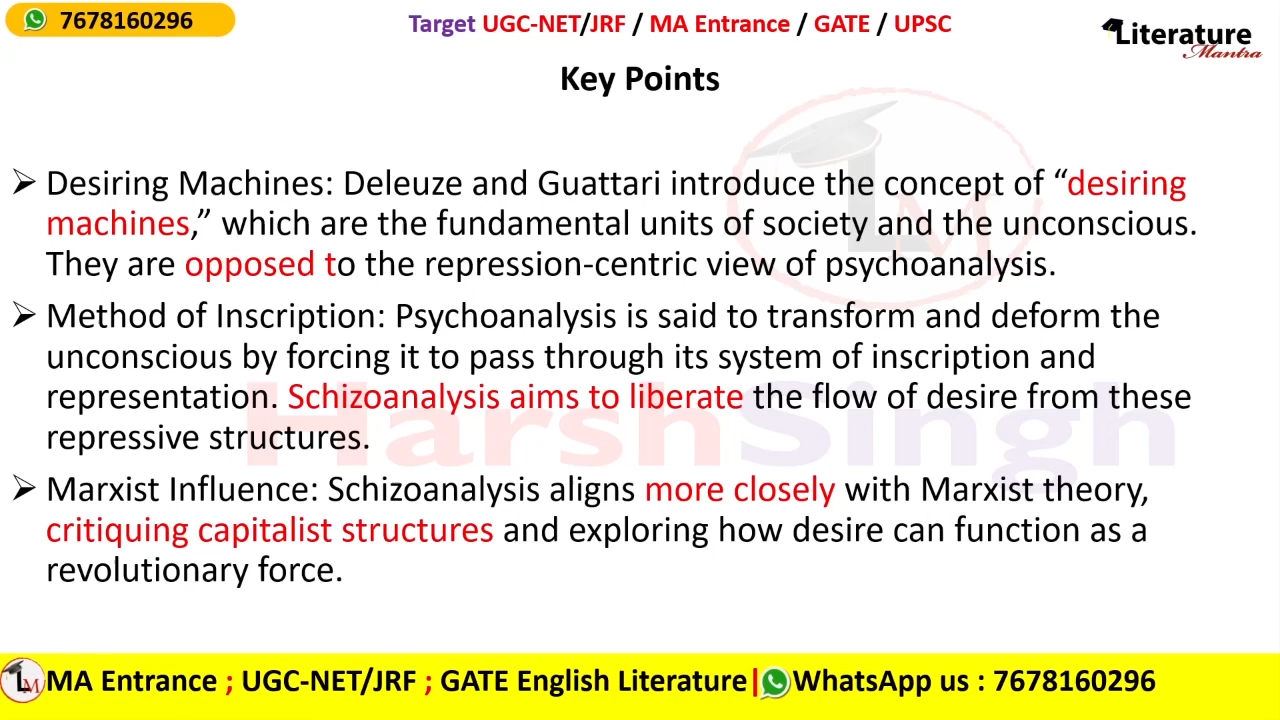 7678160296
Target UGC-NET/JRF / MA Entrance / GATE / UPSC
Literature
Mantra
Key Points
➢ Desiring Machines: Deleuze and Guattari introduce the concept of “desiring
machines,” which are the fundamental units of society and the unconscious.
They are opposed to the repression-centric view of psychoanalysis.
➢ Method of Inscription: Psychoanalysis is said to transform and deform the
unconscious by forcing it to pass through its system of inscription and
representation. Schizoanalysis aims to liberate the flow of desire from these
repressive structures.
➢ Marxist Influence: Schizoanalysis aligns more closely with Marxist theory,
critiquing capitalist structures and exploring how desire can function as a
revolutionary force.
LM
HarshSingh
LM MA Entrance ; UGC-NET/JRF ; GATE English Literature| WhatsApp us : 7678160296